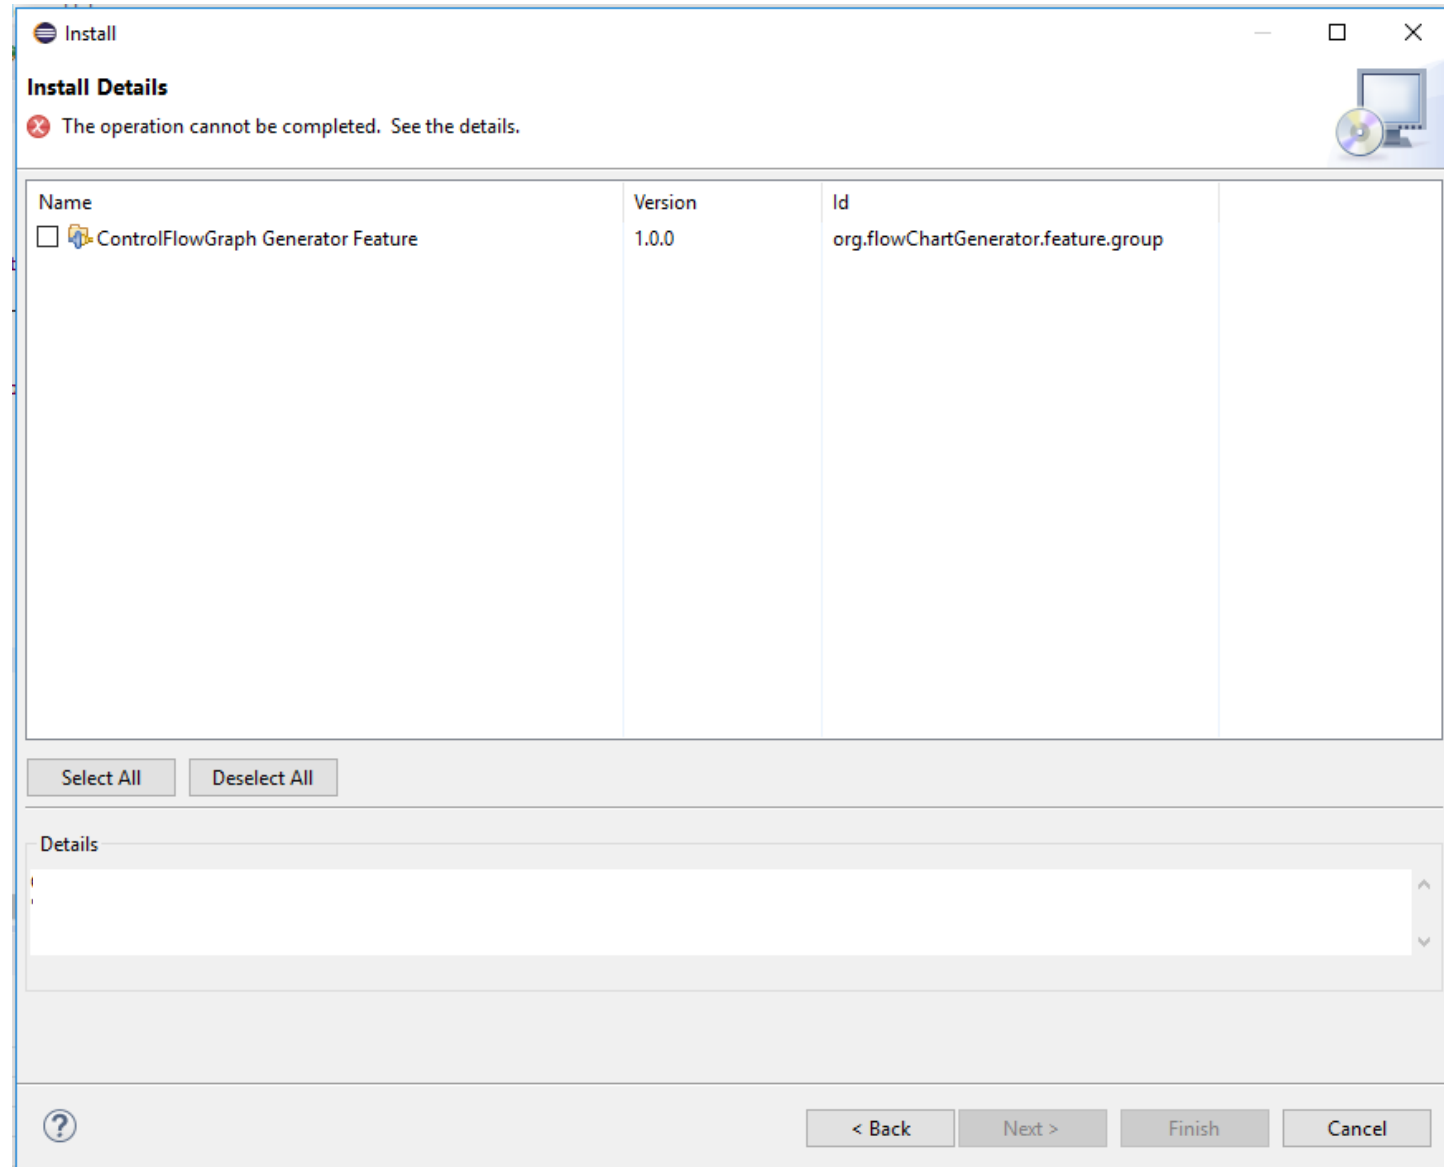 Install
Install Details
The operation cannot be completed. See the details.
Name Version Id
ControlFlowGraph Generator Feature 1.0.0 org.flowChartGenerator.feature.group
Select All Deselect All
Details
? < Back Next > Finish Cancel